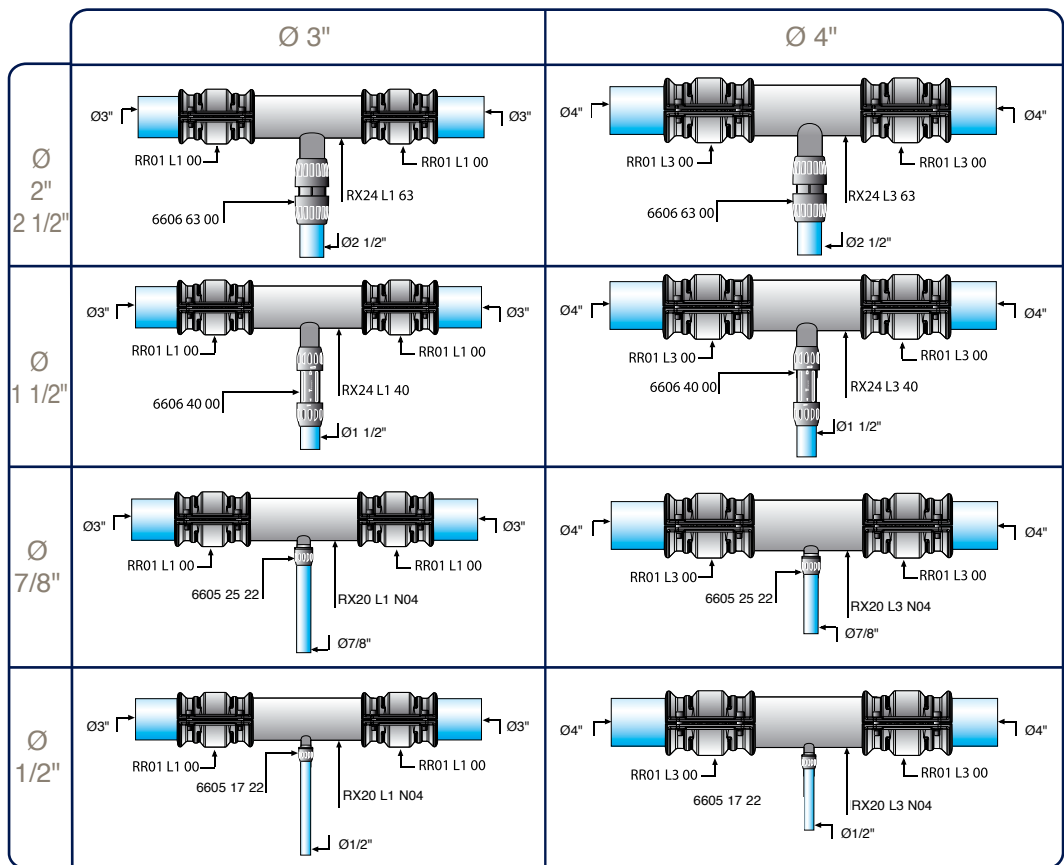 Ø 3"
Ø 4"
Ø
2"
2 1/2"
Ø3"
Ø3"
RR01 L1 00
RR01 L1 00
RX24 L1 63
6606 63 00
Ø2 1/2"
Ø4"
Ø4"
RR01 L3 00
RR01 L3 00
RX24 L3 63
6606 63 00
Ø2 1/2"
Ø
1 1/2"
Ø3"
Ø3"
RR01 L1 00
RR01 L1 00
RX24 L1 40
6606 40 00
Ø1 1/2"
Ø4"
Ø4"
RR01 L3 00
RR01 L3 00
RX24 L3 40
6606 40 00
Ø1 1/2"
Ø
7/8"
Ø3"
Ø3"
RR01 L1 00
RR01 L1 00
6605 25 22
RX20 L1 N04
Ø7/8"
Ø4"
Ø4"
RR01 L3 00
RR01 L3 00
6605 25 22
RX20 L3 N04
Ø7/8"
Ø
1/2"
Ø3"
Ø3"
RR01 L1 00
RR01 L1 00
6605 17 22
RX20 L1 N04
Ø1/2"
Ø4"
Ø4"
RR01 L3 00
RR01 L3 00
6605 17 22
RX20 L3 N04
Ø1/2"